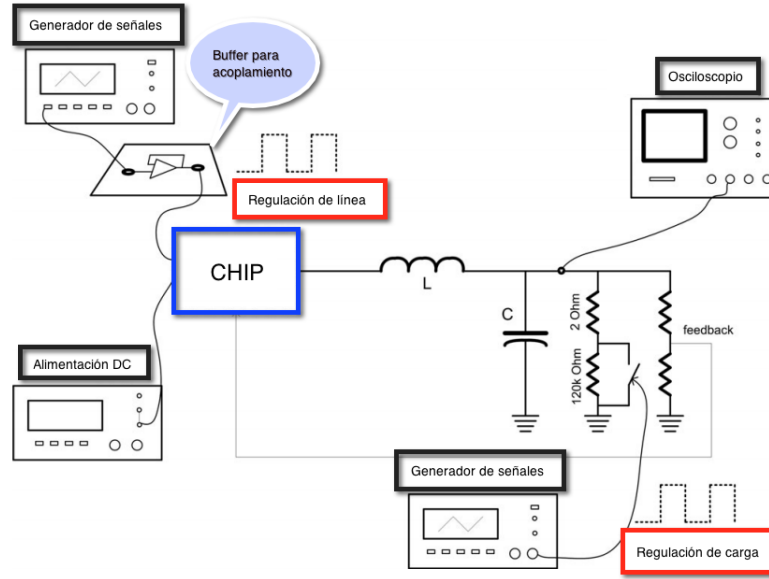 Generador de señales
Buffer para
acoplamiento
Osciloscopio
Regulación de línea
CHIP
L
C
2 Ohm
120k Ohm
feedback
Alimentación DC
Generador de señales
Regulación de carga